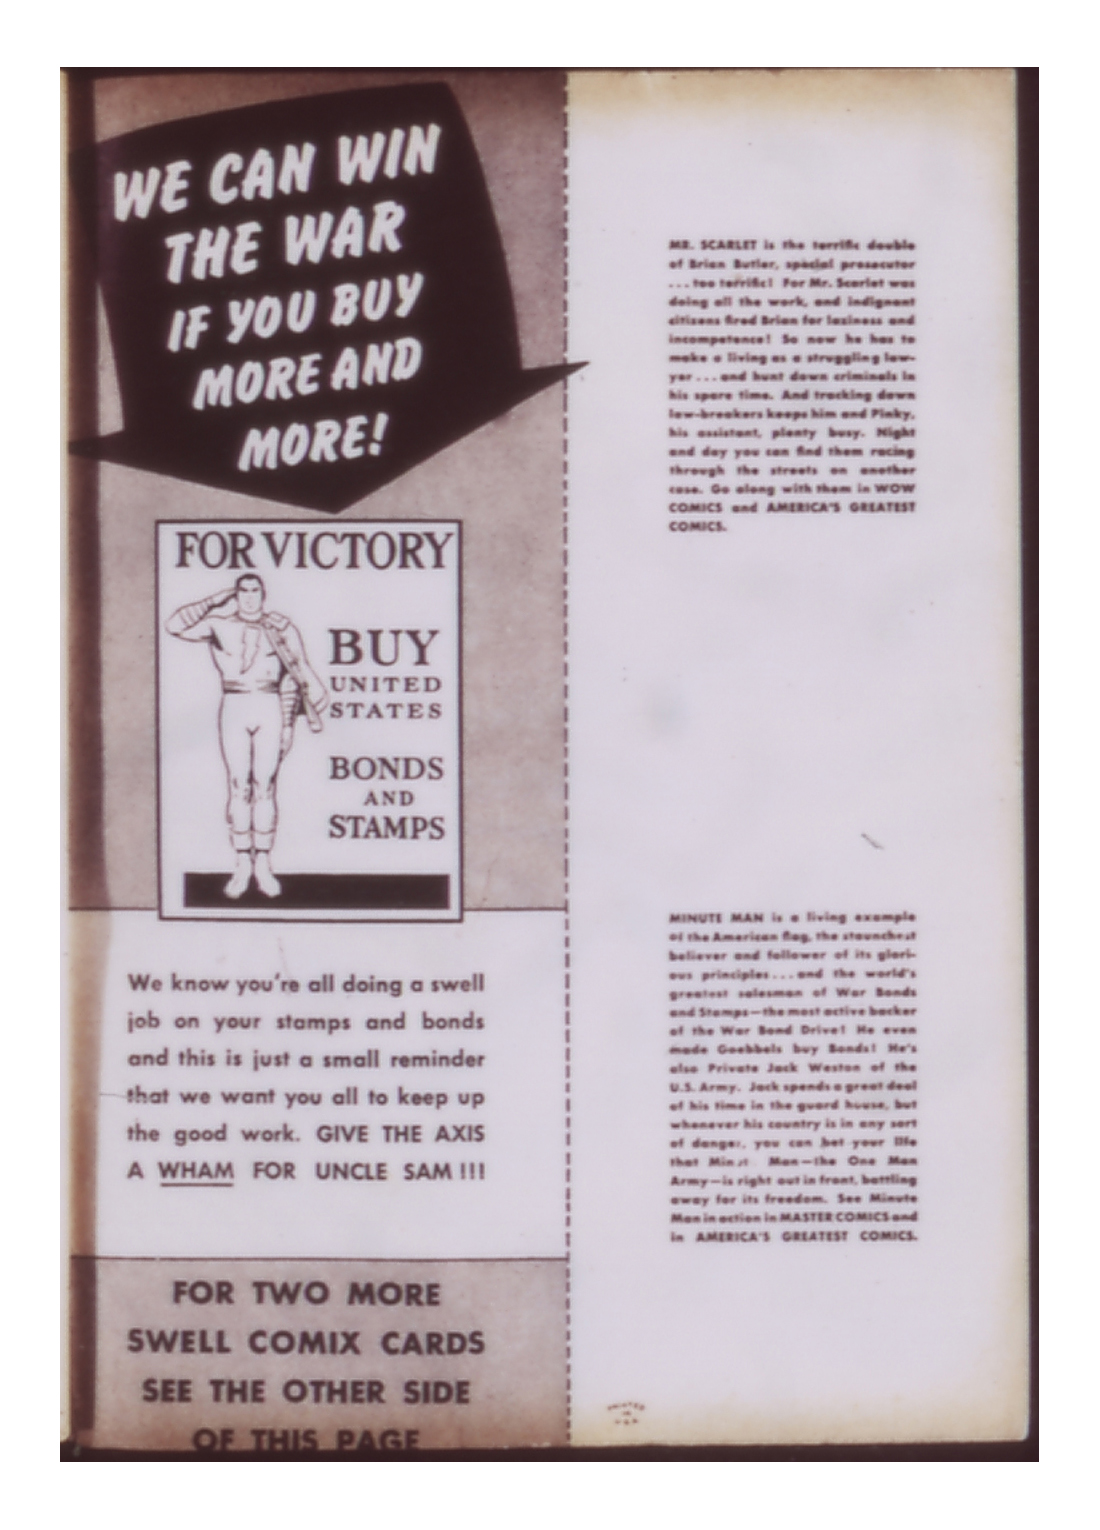 WE CAN WIN
THE WAR
IF YOU BUY
MORE AND
MORE!
FOR VICTORY
BUY
UNITED
STATES
BONDS
AND
STAMPS
We know you're all doing a swell
job on your stamps and bonds
and this is just a small reminder
that we want you all to keep up
the good work. GIVE THE AXIS
A WHAM FOR UNCLE SAM!!!
FOR TWO MORE
SWELL COMIX CARDS
SEE THE OTHER SIDE
OF THIS PAGE
MR. SCARLET is the terrific double
of Brian Butler, special prosecutor
... too terrific! For Mr. Scarlet was
doing all the work, and indignant
citizens fired Brian for laziness and
incompetence! So now he has to
make a living as a struggling law-
yer ... and hunt down criminals in
his spare time. And tracking down
law-breakers keeps him and Pinky,
his assistant, plenty busy. Night
and day you can find them racing
through the streets on another
case. Go along with them in WOW
COMICS and AMERICA'S GREATEST
COMICS.
MINUTE MAN is a living example
of the American flag, the staunchest
believer and follower of its glori-
ous principles ... and the world's
greatest salesman of War Bonds
and Stamps—the most active backer
of the War Bond Drive! He even
made Goebbels buy Bonds! He's
also Private Jack Weston of the
U.S. Army. Jack spends a great deal
of his time in the guard house, but
whenever his country is in any sort
of danger, you can bet your life
that Minute Man—the One Man
Army—is right out in front, battling
away for its freedom. See Minute
Man in action in MASTER COMICS and
in AMERICA'S GREATEST COMICS.
PRINTED
IN
U.S.A.